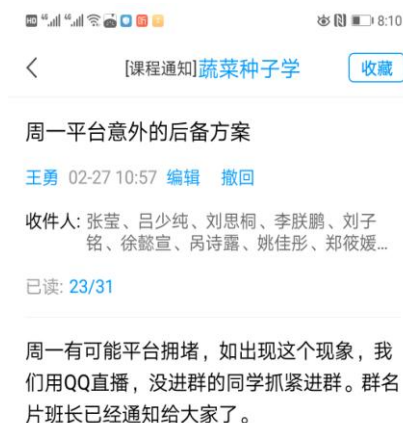 8:10
[课程通知]蔬菜种子学
收藏
周一平台意外的后备方案
王勇 02-27 10:57 编辑 撤回
收件人: 张莹、吕少纯、刘思桐、李朕鹏、刘子
铭、徐懿宣、呙诗露、姚佳彤、郑筱媛...
已读: 23/31
周一有可能平台拥堵，如出现这个现象，我
们用QQ直播，没进群的同学抓紧进群。群名
片班长已经通知给大家了。